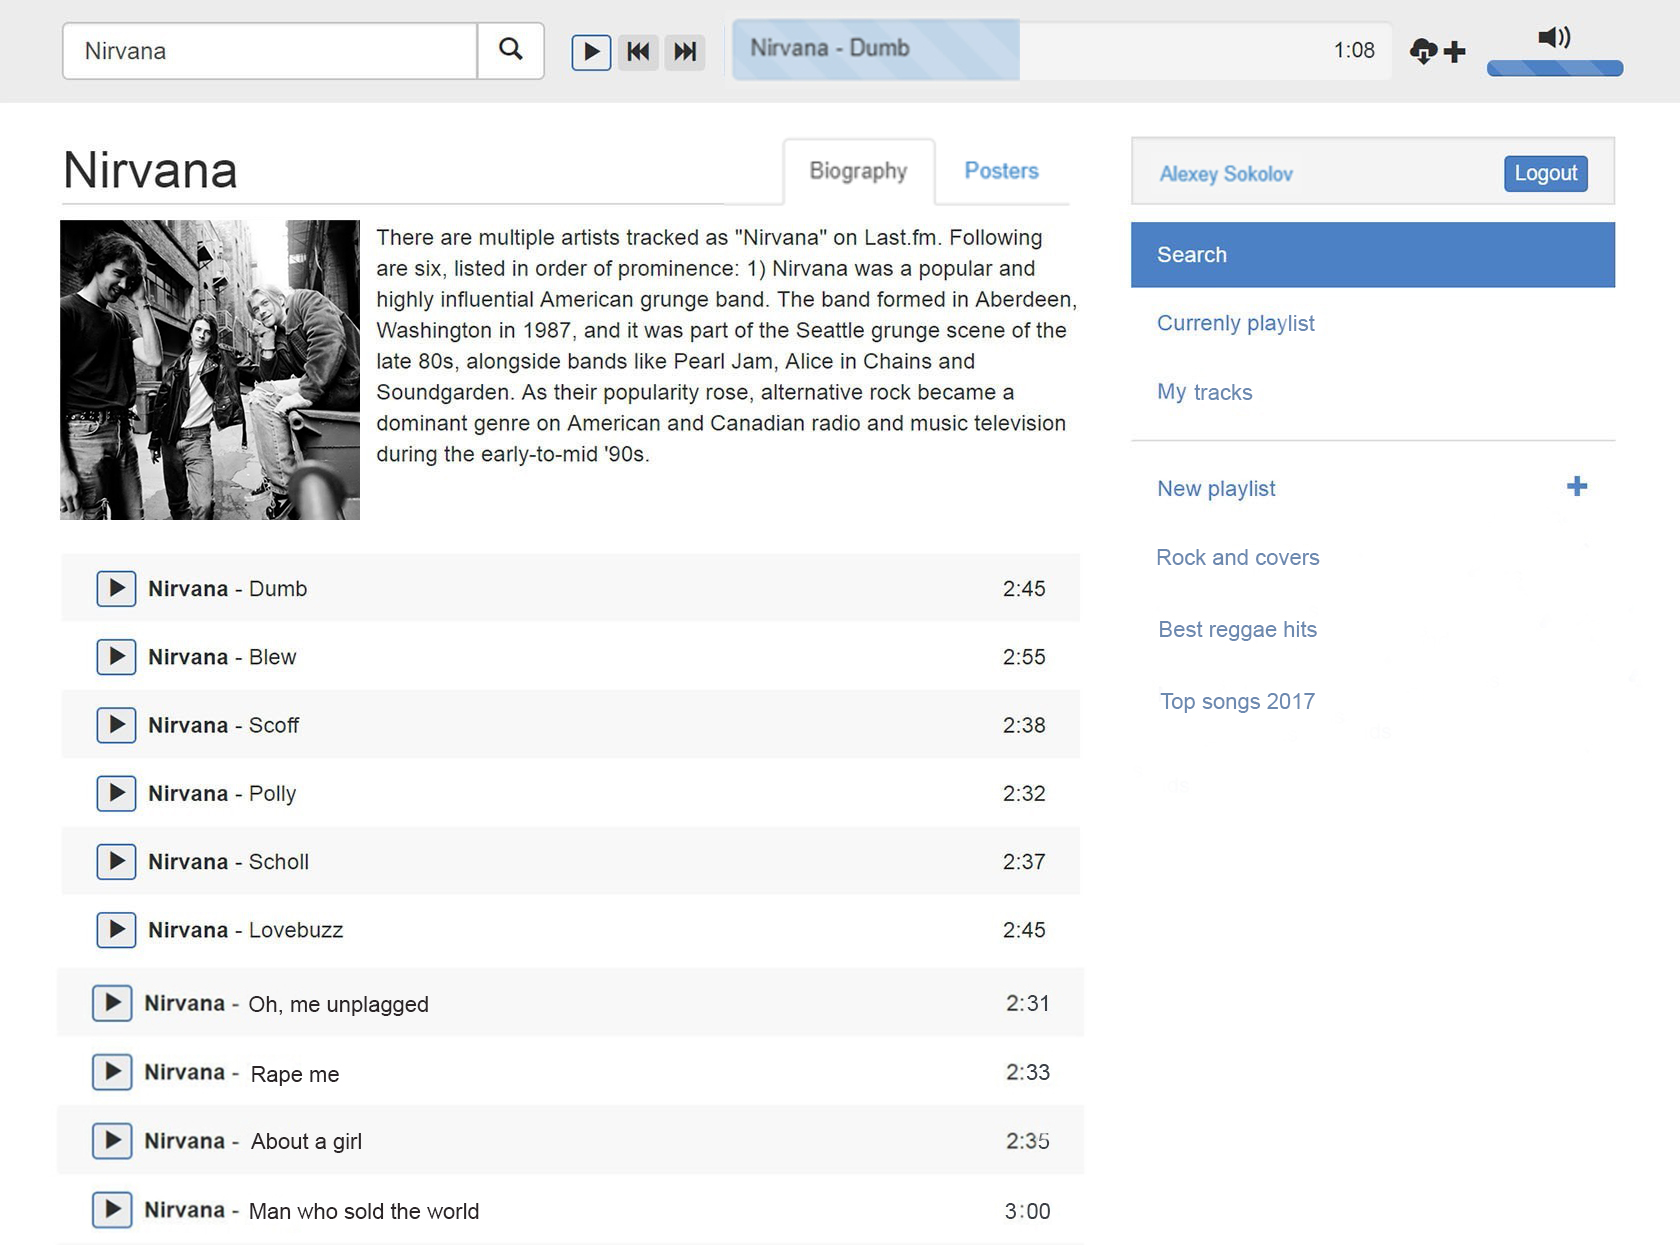 Nirvana
Nirvana - Dumb 1:08
Nirvana
Biography
Posters
There are multiple artists tracked as "Nirvana" on Last.fm. Following
are six, listed in order of prominence: 1) Nirvana was a popular and
highly influential American grunge band. The band formed in Aberdeen,
Washington in 1987, and it was part of the Seattle grunge scene of the
late 80s, alongside bands like Pearl Jam, Alice in Chains and
Soundgarden. As their popularity rose, alternative rock became a
dominant genre on American and Canadian radio and music television
during the early-to-mid '90s.
Nirvana - Dumb 2:45
Nirvana - Blew 2:55
Nirvana - Scoff 2:38
Nirvana - Polly 2:32
Nirvana - Scholl 2:37
Nirvana - Lovebuzz 2:45
Nirvana - Oh, me unplagged 2:31
Nirvana - Rape me 2:33
Nirvana - About a girl 2:35
Nirvana - Man who sold the world 3:00
Alexey Sokolov
Logout
Search
Currenly playlist
My tracks
New playlist
Rock and covers
Best reggae hits
Top songs 2017